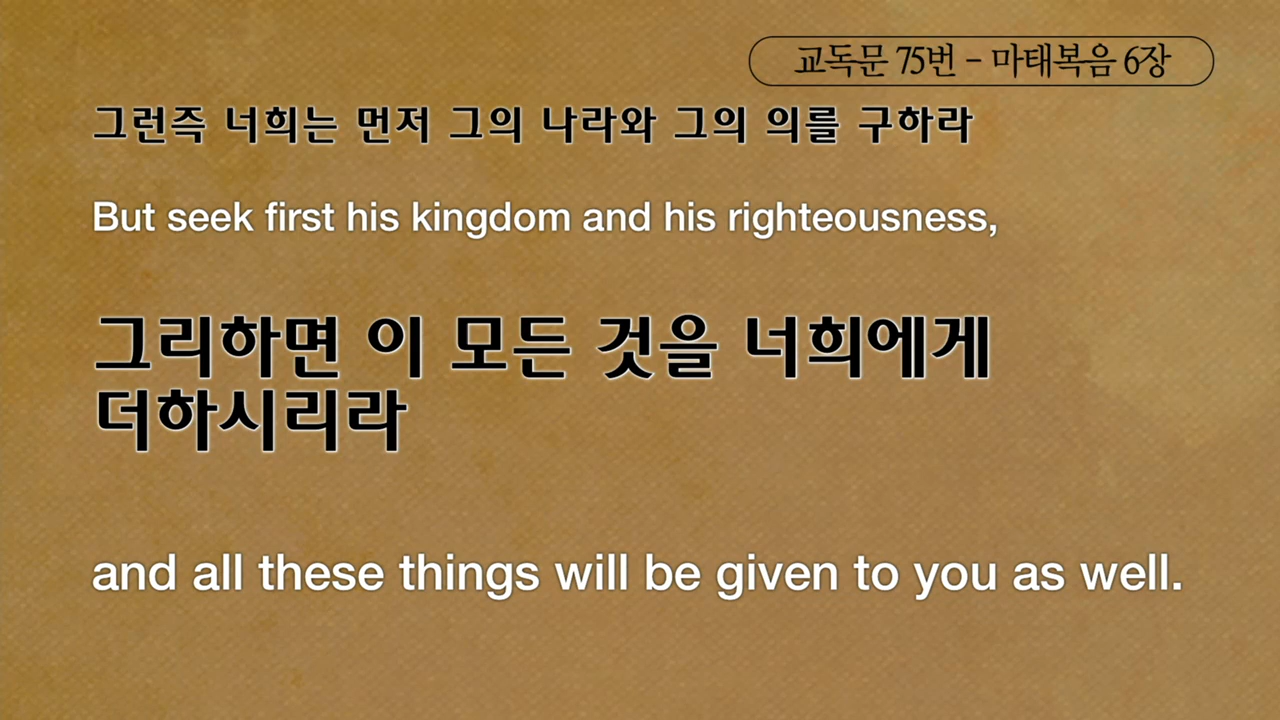 교독문 75번 - 마태복음 6장
그런즉 너희는 먼저 그의 나라와 그의 의를 구하라
But seek first his kingdom and his righteousness,
그리하면 이 모든 것을 너희에게
더하시리라
and all these things will be given to you as well.